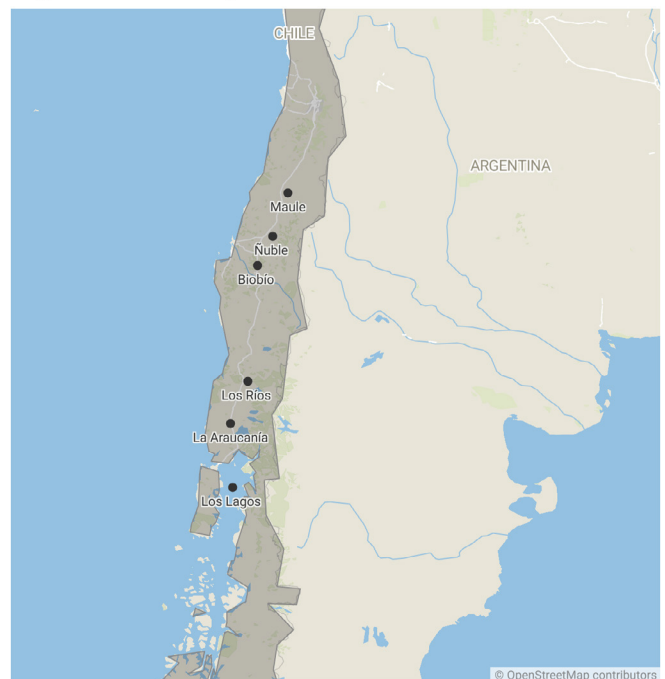 CHILE
ARGENTINA
Maule
Ñuble
Biobío
Los Ríos
La Araucanía
Los Lagos
© OpenStreetMap contributors